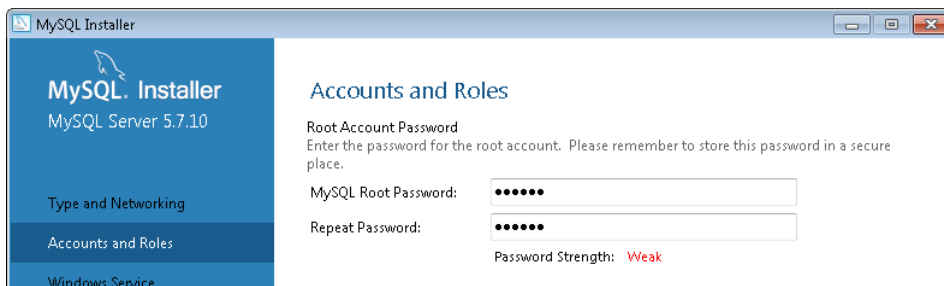 MySQL Installer
MySQL. Installer
MySQL Server 5.7.10
Type and Networking
Accounts and Roles
Windows Service
Accounts and Roles
Root Account Password
Enter the password for the root account. Please remember to store this password in a secure
place.
MySQL Root Password: ●●●●●●
Repeat Password: ●●●●●●
Password Strength: Weak